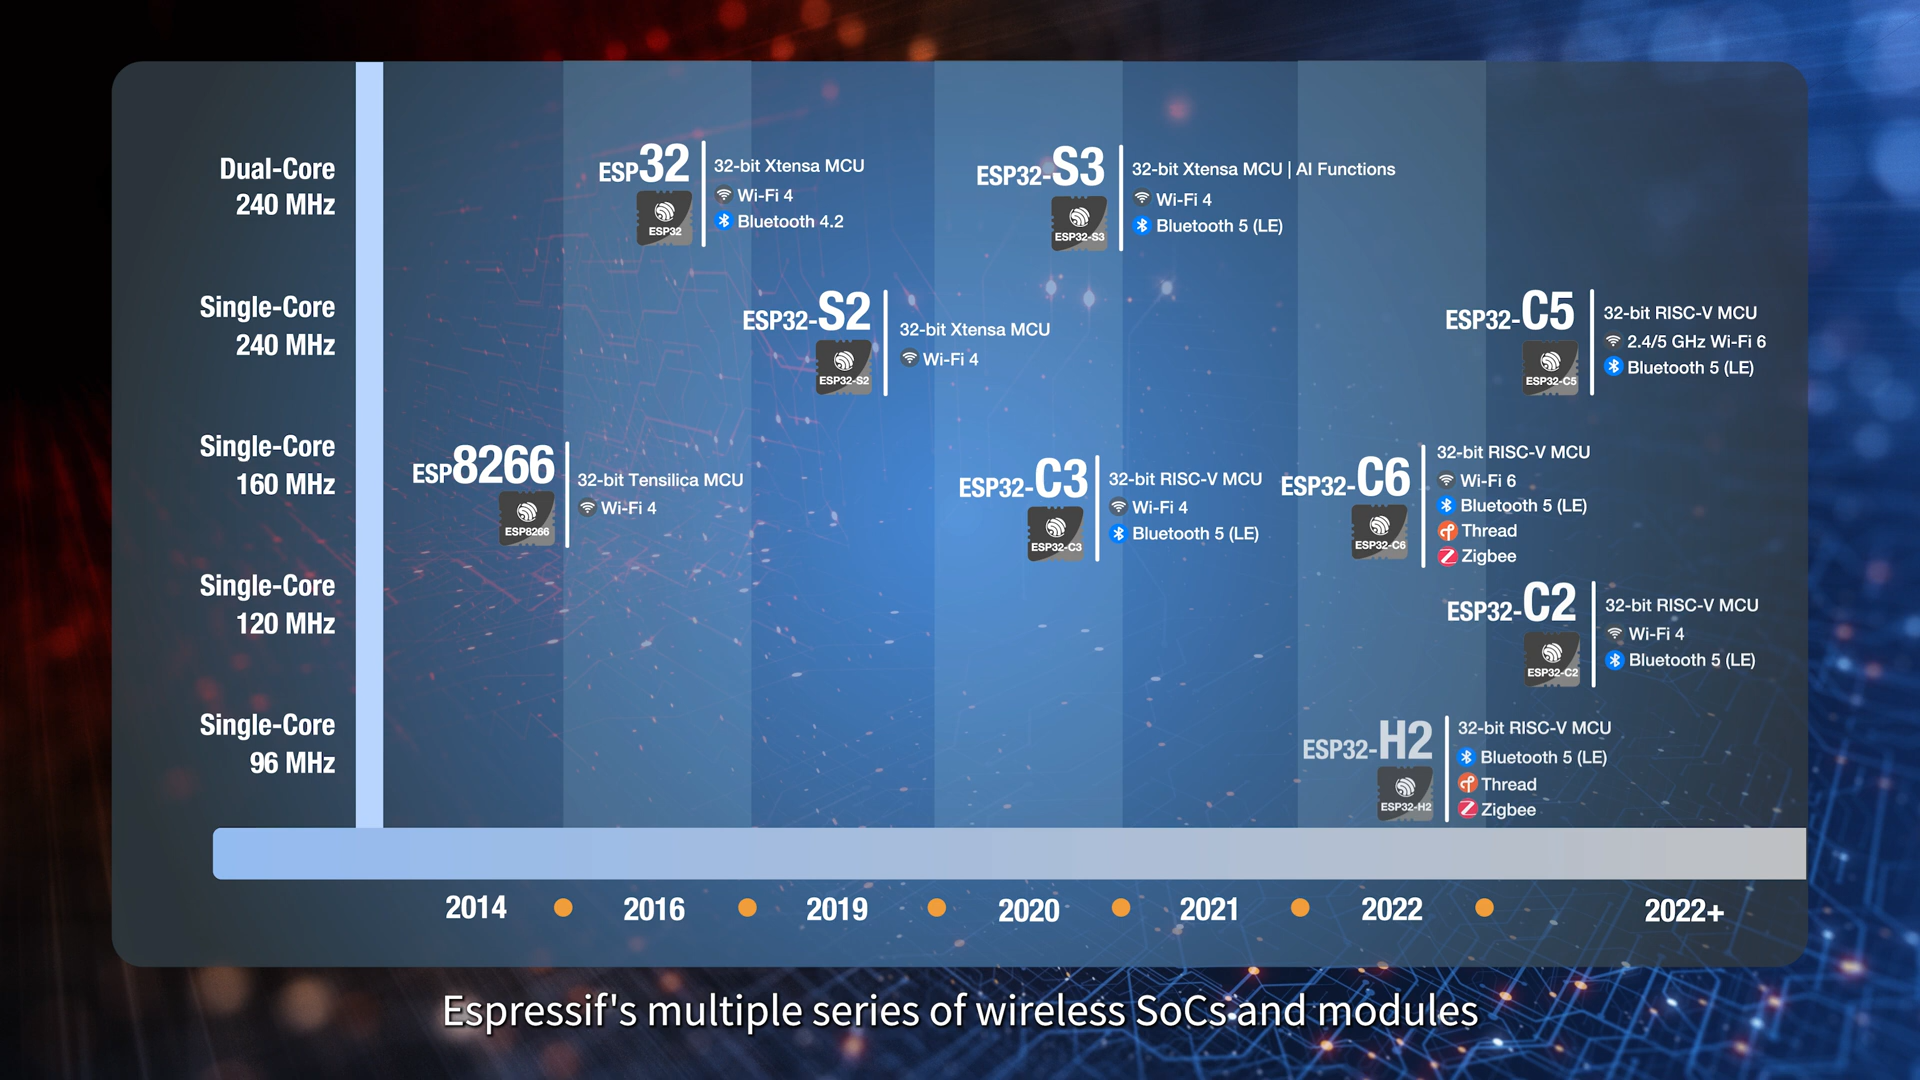 Dual-Core
240 MHz
ESP32
ESP32
32-bit Xtensa MCU
Wi-Fi 4
Bluetooth 4.2
ESP32-S3
ESP32-S3
32-bit Xtensa MCU | AI Functions
Wi-Fi 4
Bluetooth 5 (LE)
Single-Core
240 MHz
ESP32-S2
ESP32-S2
32-bit Xtensa MCU
Wi-Fi 4
ESP32-C5
ESP32-C5
32-bit RISC-V MCU
2.4/5 GHz Wi-Fi 6
Bluetooth 5 (LE)
Single-Core
160 MHz
ESP8266
ESP8266
32-bit Tensilica MCU
Wi-Fi 4
ESP32-C3
ESP32-C3
32-bit RISC-V MCU
Wi-Fi 4
Bluetooth 5 (LE)
ESP32-C6
ESP32-C6
32-bit RISC-V MCU
Wi-Fi 6
Bluetooth 5 (LE)
Thread
Zigbee
Single-Core
120 MHz
ESP32-C2
ESP32-C2
32-bit RISC-V MCU
Wi-Fi 4
Bluetooth 5 (LE)
Single-Core
96 MHz
ESP32-H2
ESP32-H2
32-bit RISC-V MCU
Bluetooth 5 (LE)
Thread
Zigbee
2014
2016
2019
2020
2021
2022
2022+
Espressif's multiple series of wireless SoCs and modules